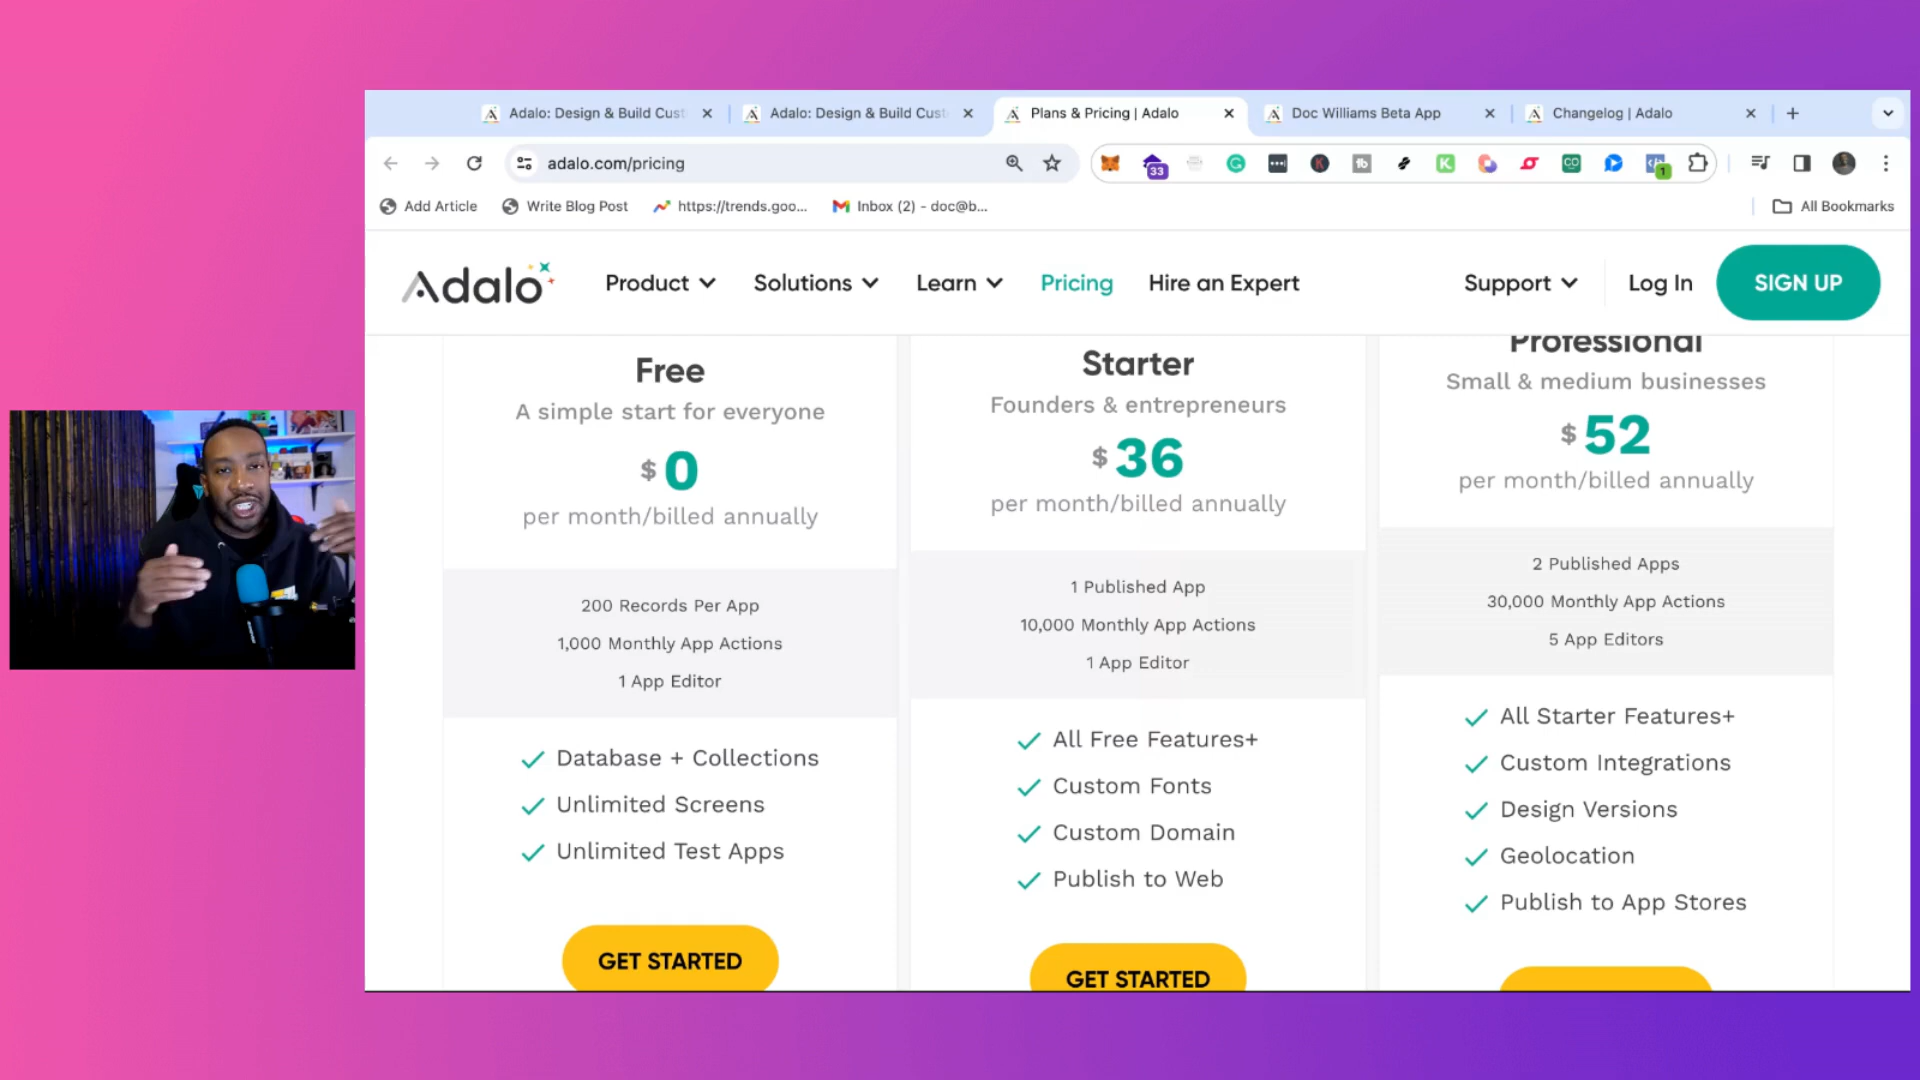 Adalo: Design & Build Cust
Adalo: Design & Build Cust
Plans & Pricing | Adalo
Doc Williams Beta App
Changelog | Adalo
adalo.com/pricing
33
1
Add Article
Write Blog Post
https://trends.goo...
Inbox (2) - doc@b...
All Bookmarks
Adalo
Product
Solutions
Learn
Pricing
Hire an Expert
Support
Log In
SIGN UP
Free
A simple start for everyone
$0
per month/billed annually
200 Records Per App
1,000 Monthly App Actions
1 App Editor
Database + Collections
Unlimited Screens
Unlimited Test Apps
GET STARTED
Starter
Founders & entrepreneurs
$36
per month/billed annually
1 Published App
10,000 Monthly App Actions
1 App Editor
All Free Features+
Custom Fonts
Custom Domain
Publish to Web
GET STARTED
Professional
Small & medium businesses
$52
per month/billed annually
2 Published Apps
30,000 Monthly App Actions
5 App Editors
All Starter Features+
Custom Integrations
Design Versions
Geolocation
Publish to App Stores